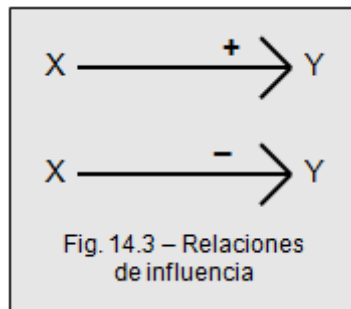 +
X Y
–
X Y
Fig. 14.3 – Relaciones
de influencia